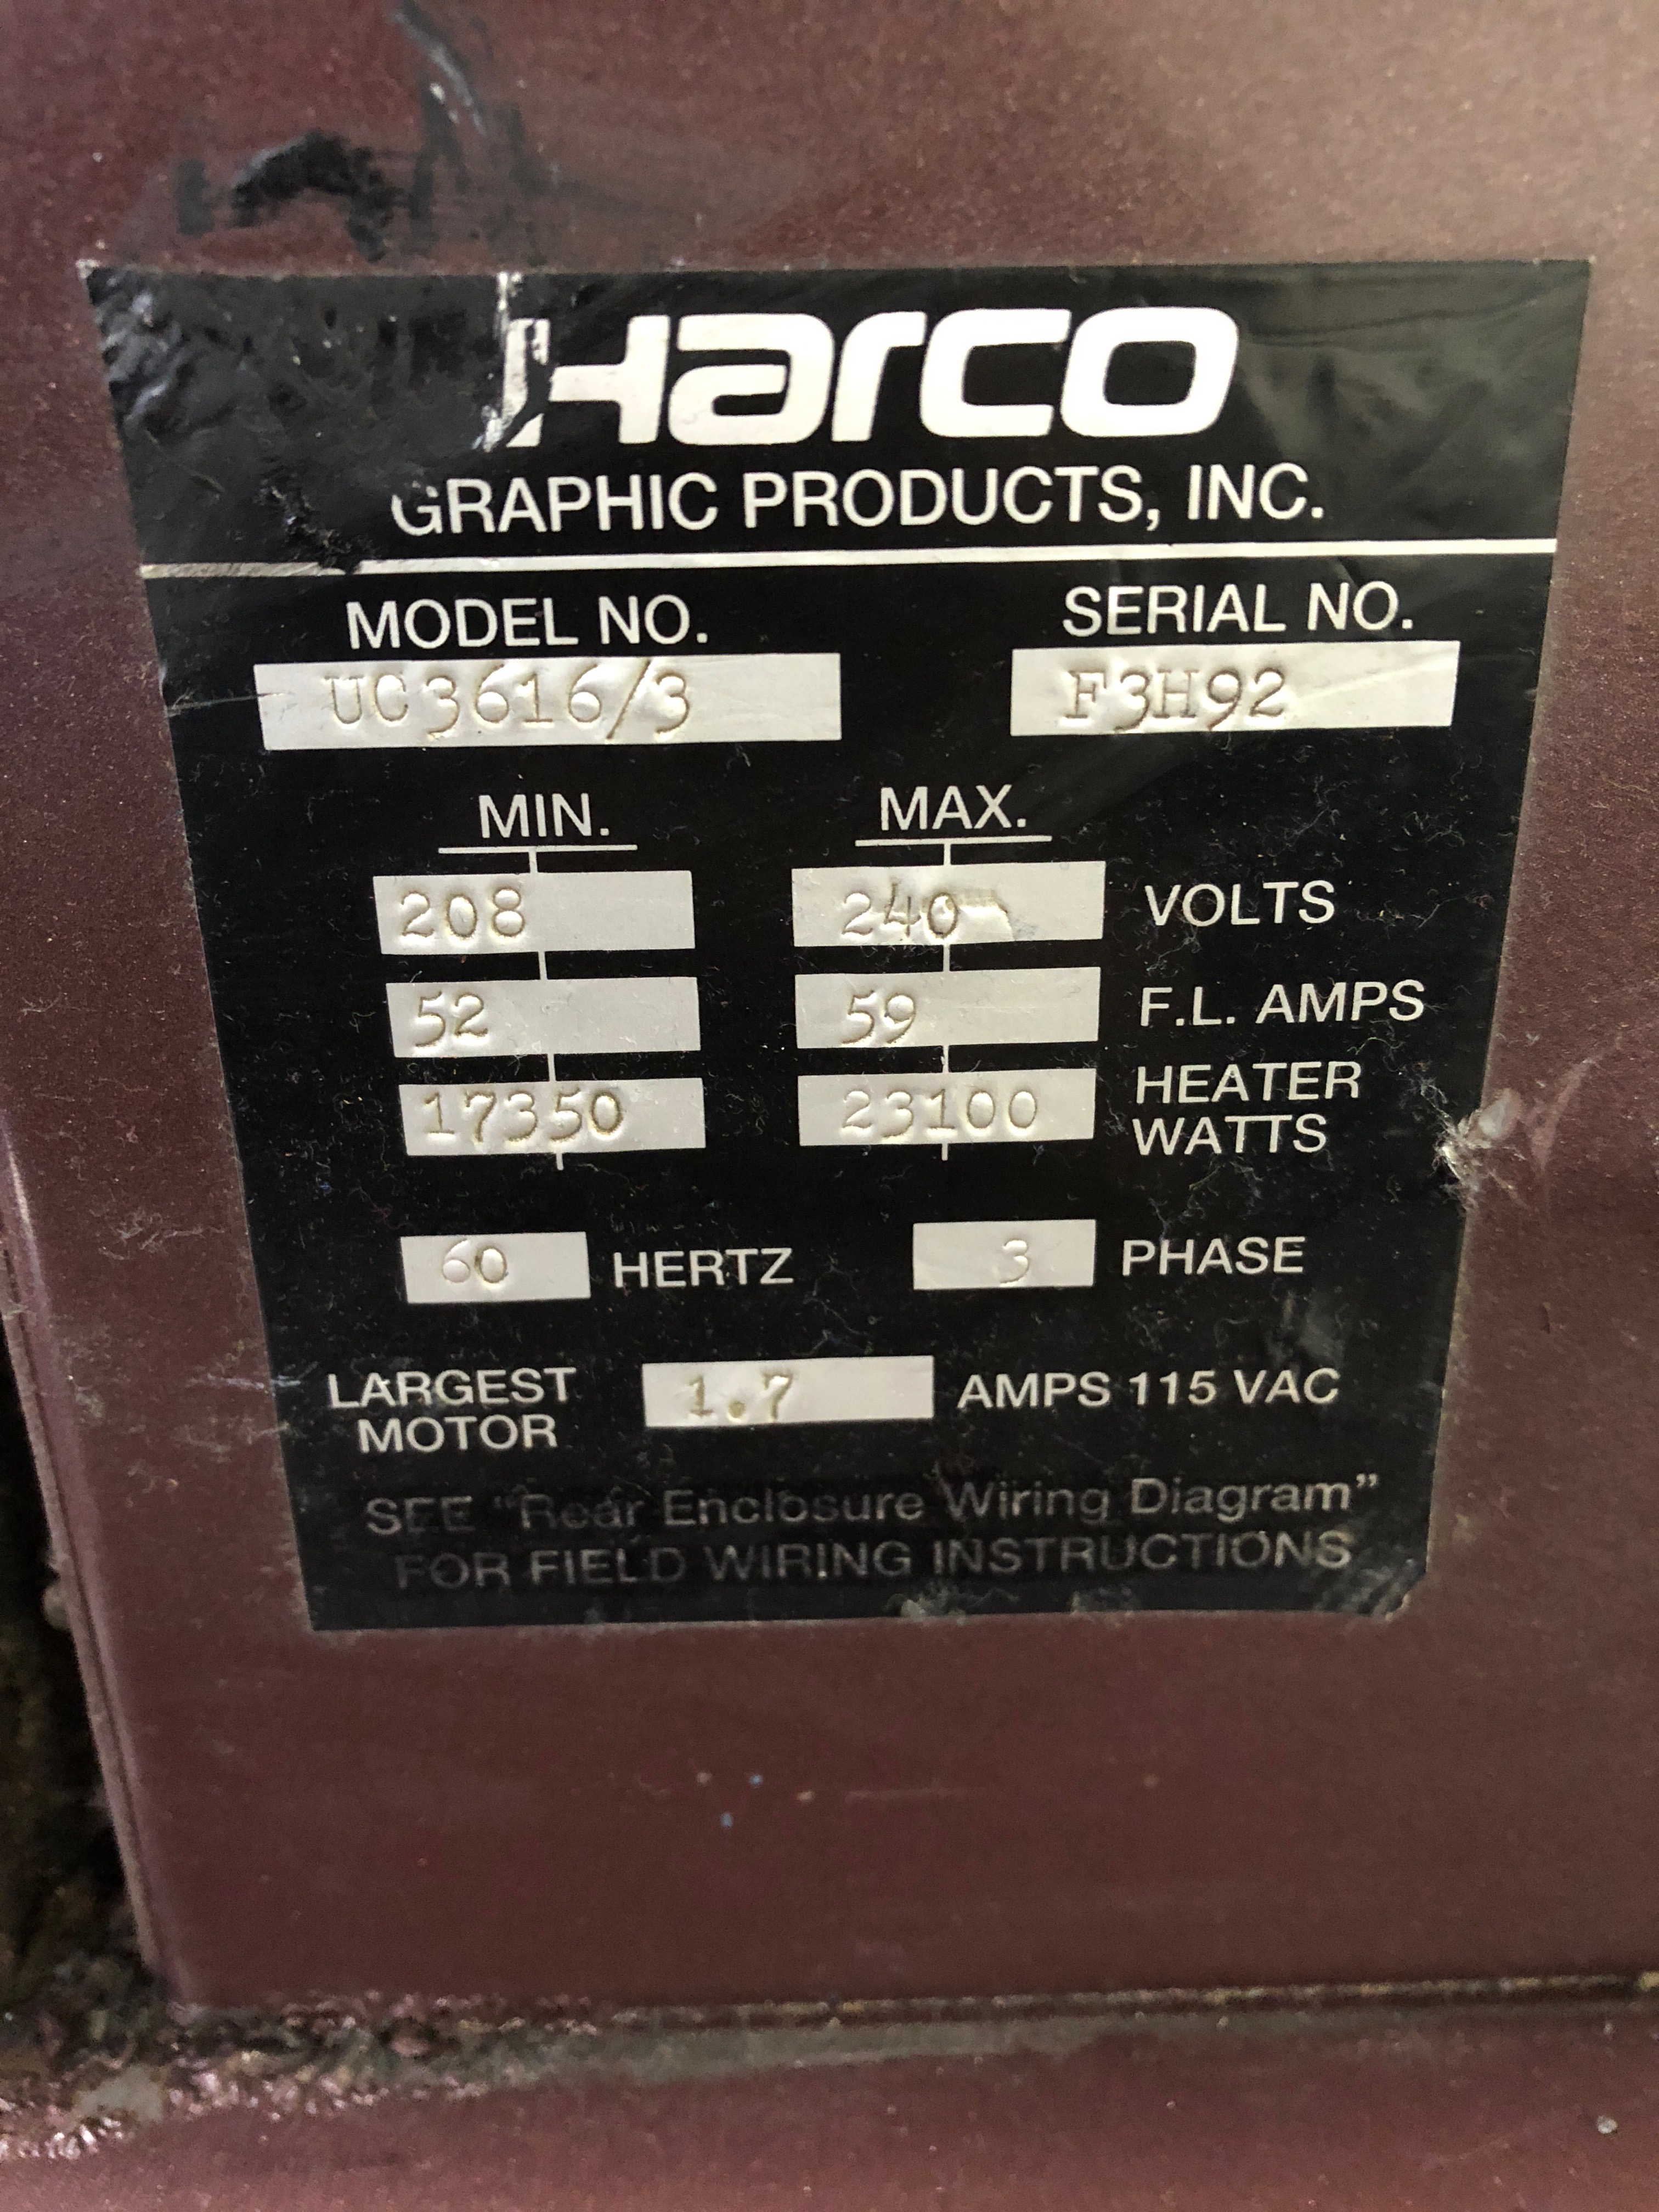 Harco
GRAPHIC PRODUCTS, INC.
MODEL NO. SERIAL NO.
UC3616/3 F3H92
MIN. MAX.
208 240 VOLTS
52 59 F.L. AMPS
17350 23100 HEATER WATTS
60 HERTZ 3 PHASE
LARGEST MOTOR 1.7 AMPS 115 VAC
SEE "Rear Enclosure Wiring Diagram"
FOR FIELD WIRING INSTRUCTIONS